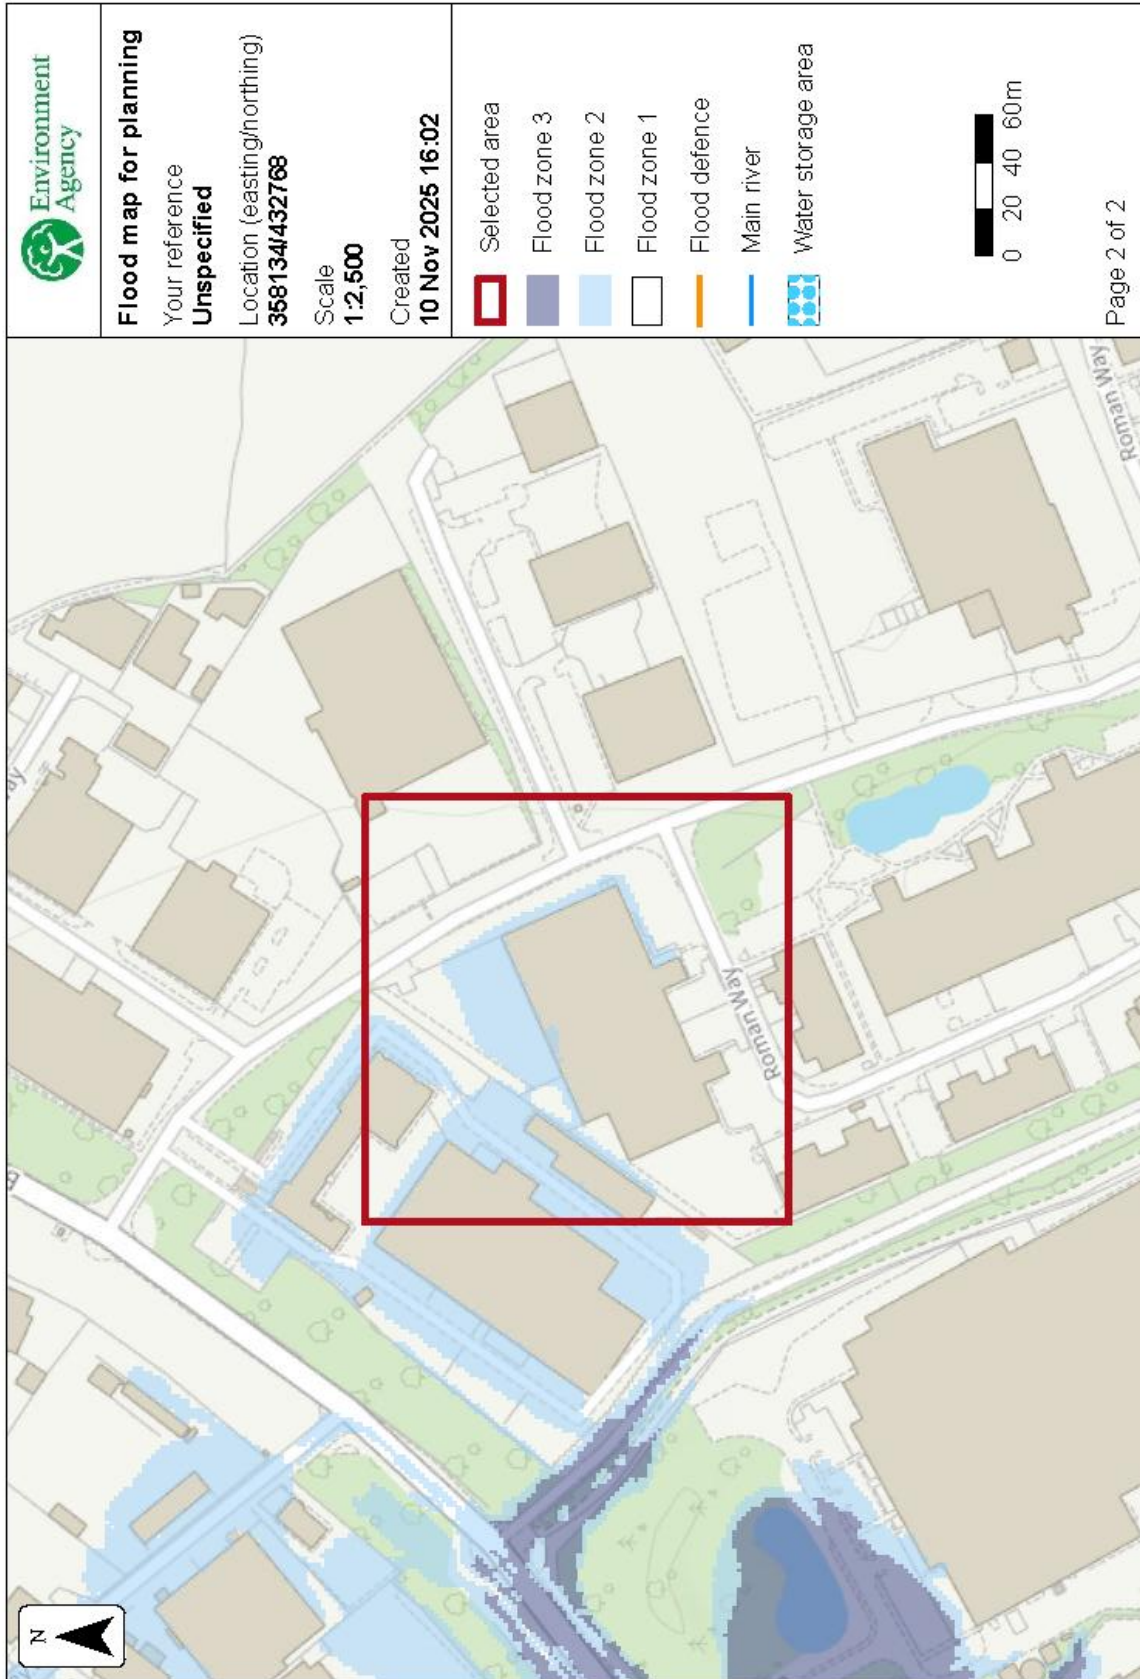 Environment
Agency
Flood map for planning
Your reference
Unspecified
Location (easting/northing)
358134/432768
Scale
1:2,500
Created
10 Nov 2025 16:02
Selected area
Flood zone 3
Flood zone 2
Flood zone 1
Flood defence
Main river
Water storage area
0 20 40 60m
Page 2 of 2
N
Roman Way
Roman Way